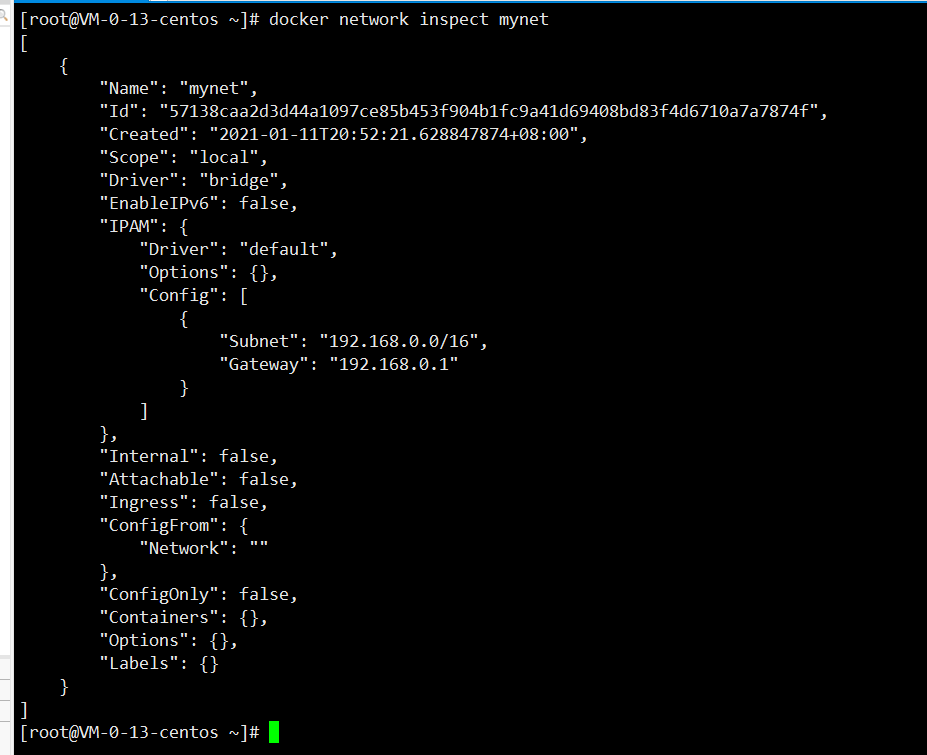 [root@VM-0-13-centos ~]# docker network inspect mynet
[
    {
        "Name": "mynet",
        "Id": "57138caa2d3d44a1097ce85b453f904b1fc9a41d69408bd83f4d6710a7a7874f",
        "Created": "2021-01-11T20:52:21.628847874+08:00",
        "Scope": "local",
        "Driver": "bridge",
        "EnableIPv6": false,
        "IPAM": {
            "Driver": "default",
            "Options": {},
            "Config": [
                {
                    "Subnet": "192.168.0.0/16",
                    "Gateway": "192.168.0.1"
                }
            ]
        },
        "Internal": false,
        "Attachable": false,
        "Ingress": false,
        "ConfigFrom": {
            "Network": ""
        },
        "ConfigOnly": false,
        "Containers": {},
        "Options": {},
        "Labels": {}
    }
]
[root@VM-0-13-centos ~]#